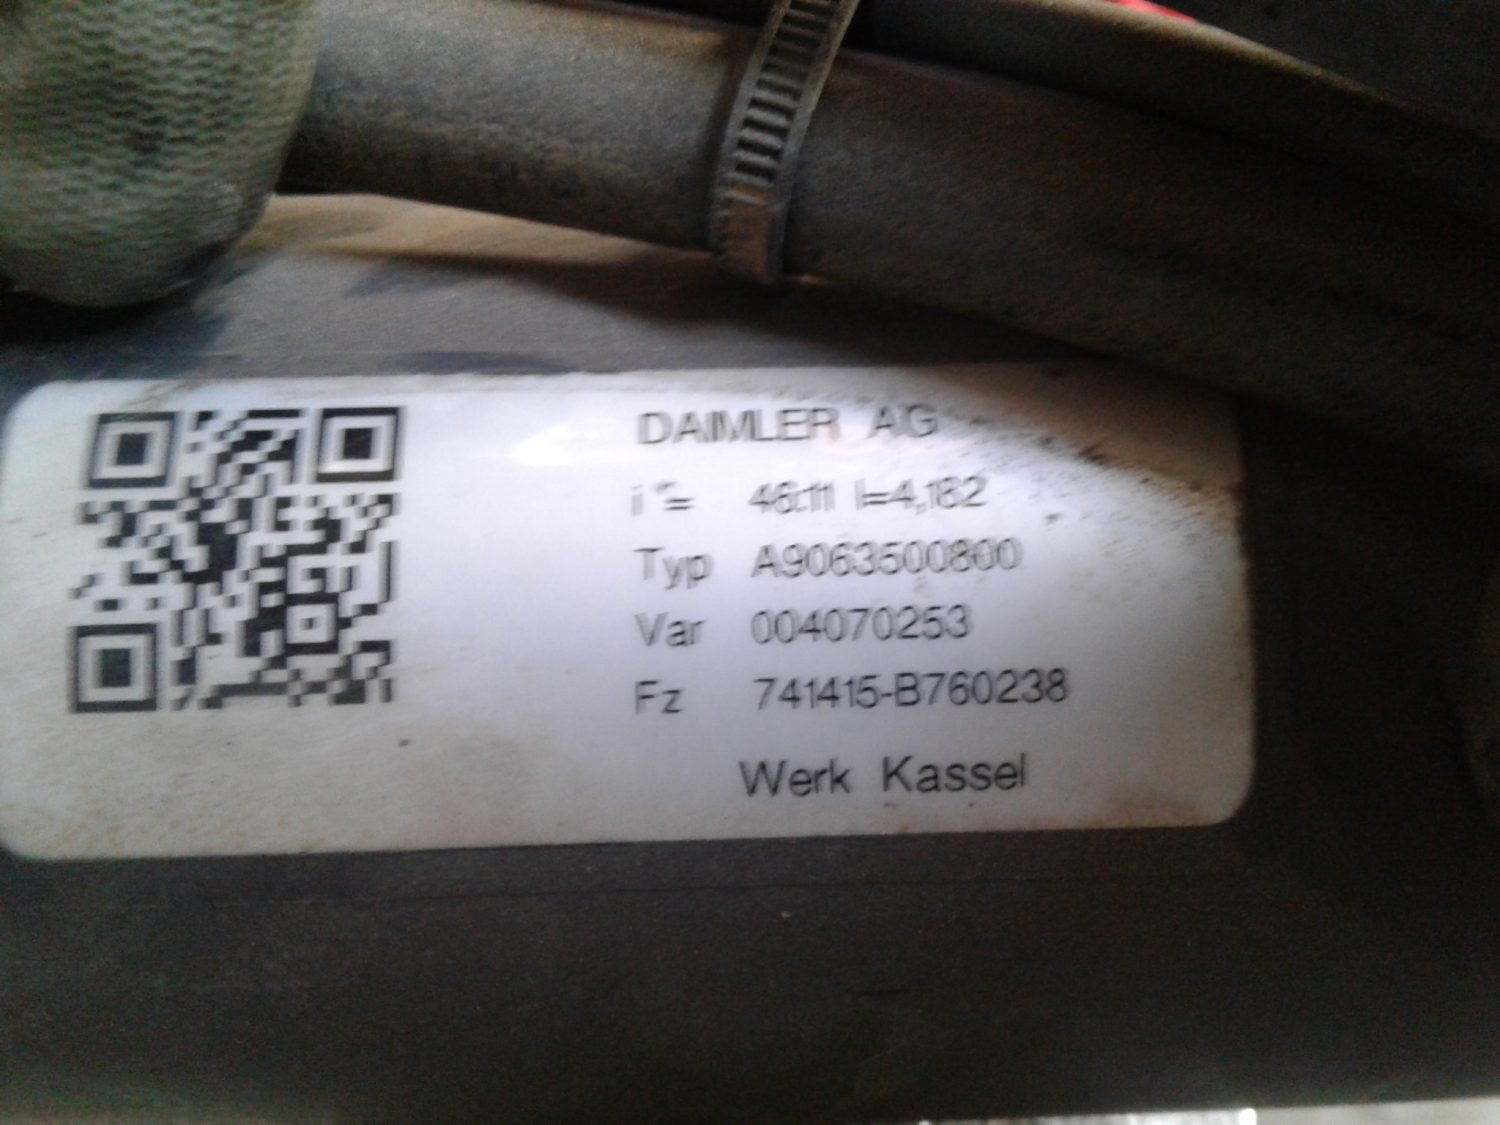 DAIMLER AG
i = 46:11 I=4,182
Typ A9063500800
Var 004070253
Fz 741415-B760238
Werk Kassel